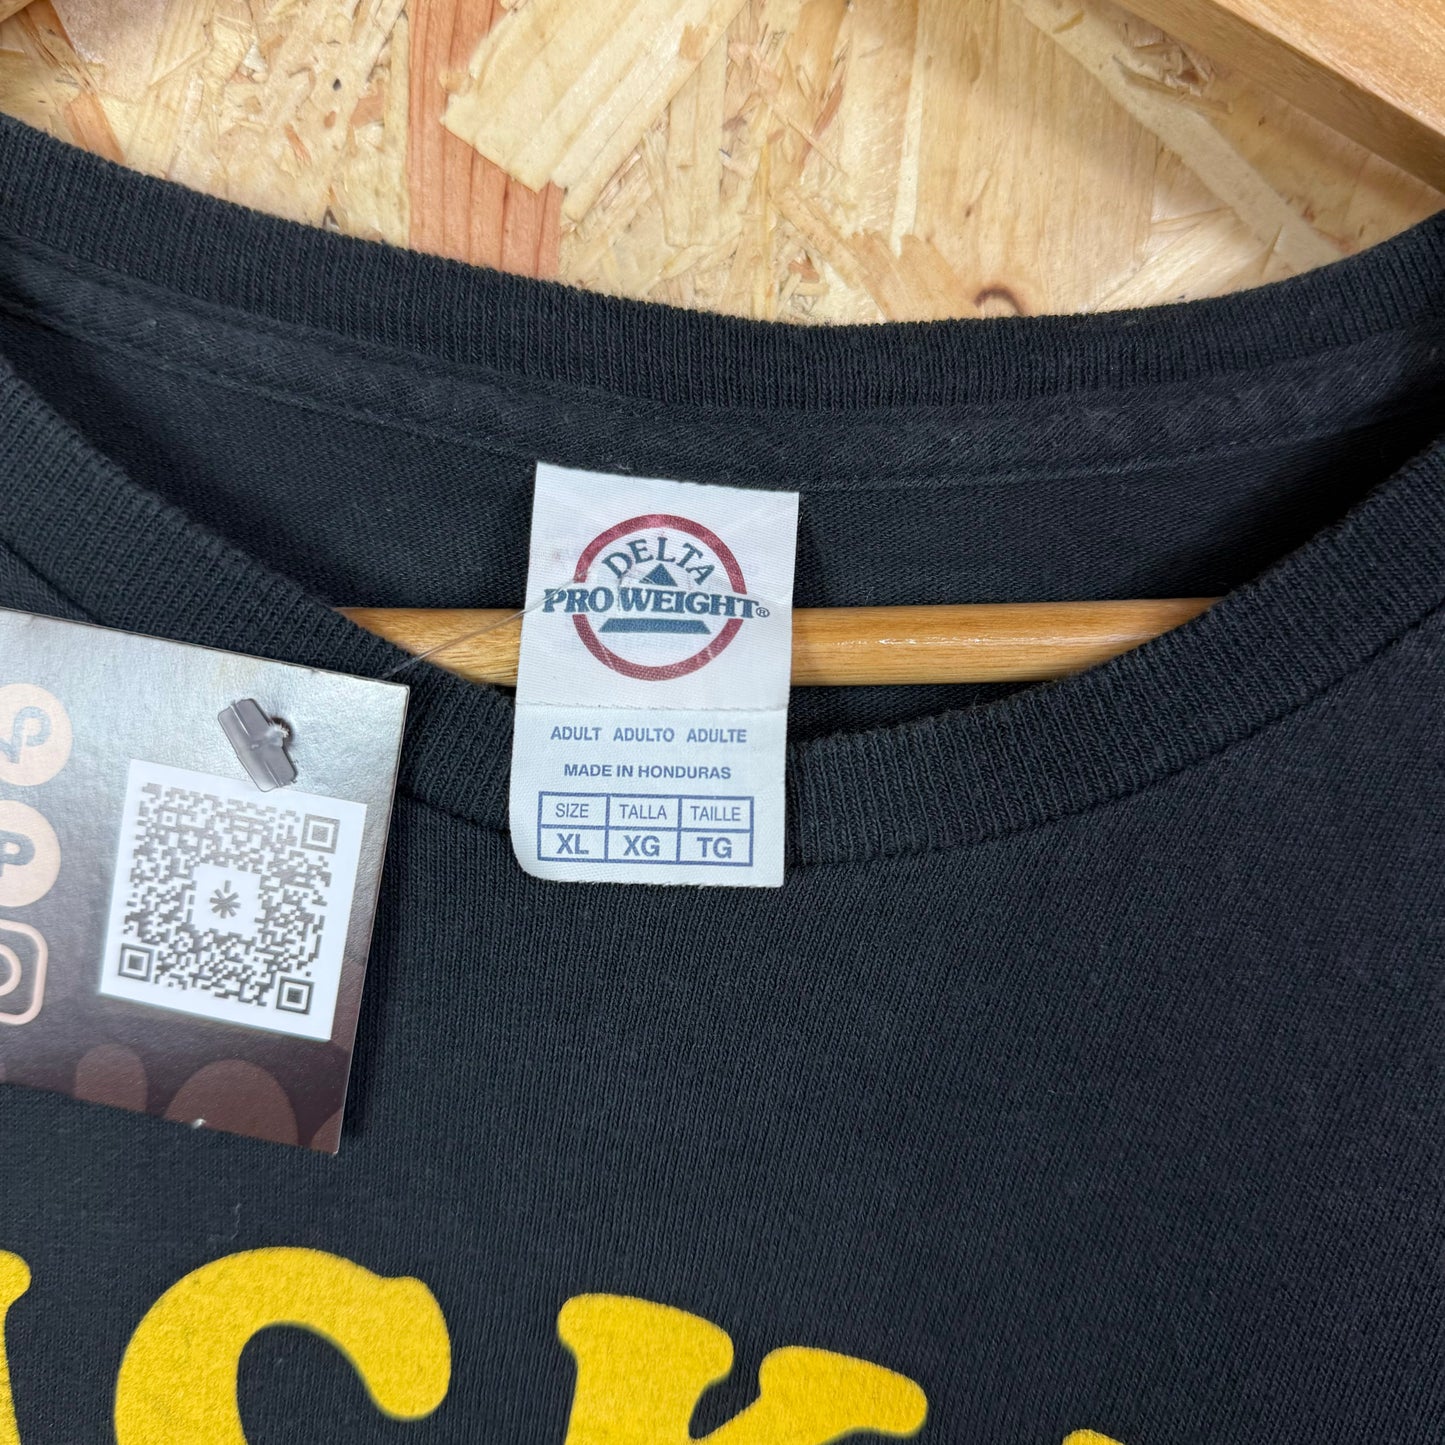 DELTA
PRO WEIGHT®
ADULT ADULTO ADULTE
MADE IN HONDURAS
SIZE TALLA TAILLE
XL XG TG